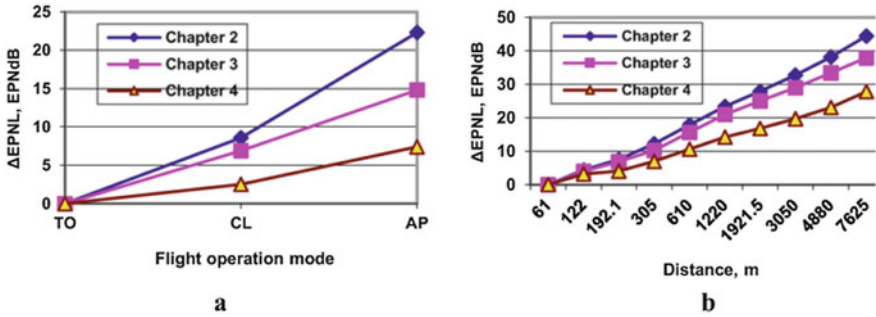 ΔEPNL, EPNdB
25
20
15
10
5
0
Chapter 2
Chapter 3
Chapter 4
TO CL AP
Flight operation mode
a
ΔEPNL, EPNdB
50
40
30
20
10
0
Chapter 2
Chapter 3
Chapter 4
61 122 192.1 305 610 1220 1921.5 3050 4880 7625
Distance, m
b